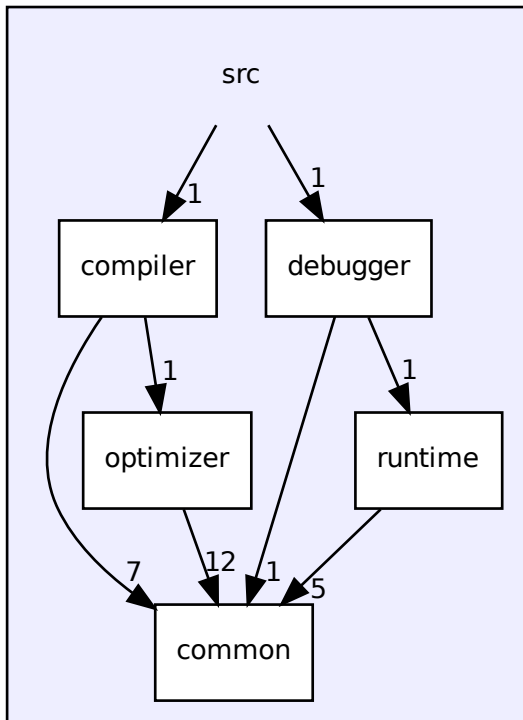 src
1
1
compiler
debugger
1
1
optimizer
runtime
7
12
1
5
common